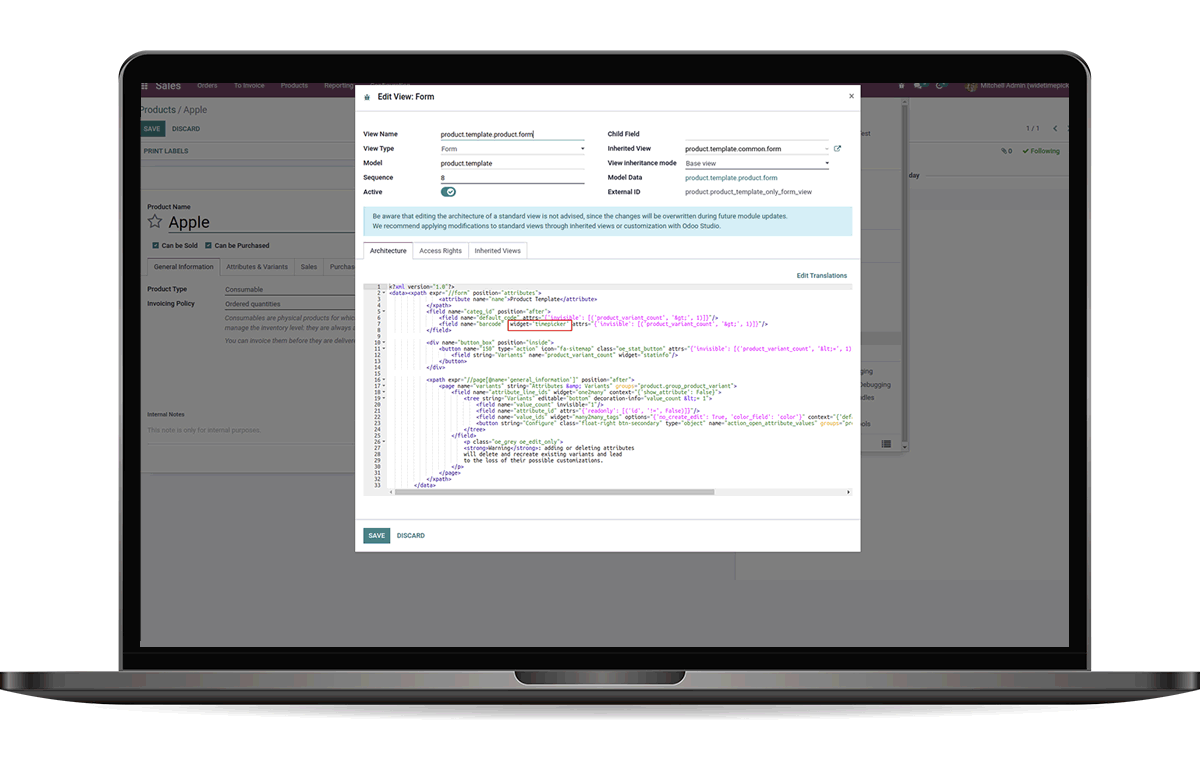 Sales Orders To Invoice Products Reporting
Mitchell Admin (widetimepick
Products / Apple
SAVE DISCARD
1 / 1
PRINT LABELS
0 Following
Product Name
Apple
Can be Sold Can be Purchased
General Information Attributes & Variants Sales Purchas
Product Type Consumable
Invoicing Policy Ordered quantities
Consumables are physical products for which
manage the inventory level: they are always a
You can invoice them before they are deliver
Internal Notes
This note is only for internal purposes.
day
ging
debugging
dles
ols
Edit View: Form ×
View Name product.template.product.form
View Type Form
Model product.template
Sequence 8
Active
Child Field
Inherited View product.template.common.form
View inheritance mode Base view
Model Data product.template.product.form
External ID product.product_template_only_form_view
Be aware that editing the architecture of a standard view is not advised, since the changes will be overwritten during future module updates.
We recommend applying modifications to standard views through inherited views or customization with Odoo Studio.
Architecture Access Rights Inherited Views
Edit Translations
1 <?xml version="1.0"?>
2 <data><xpath expr="//form" position="attributes">
3 <attribute name="name">Product Template</attribute>
4 </xpath>
5 <field name="categ_id" position="after">
6 <field name="default_code" attrs="{'invisible': [('product_variant_count', '&gt;', 1)]}"/>
7 <field name="barcode" widget="timepicker" attrs="{'invisible': [('product_variant_count', '&gt;', 1)]}"/>
8 </field>
9
10 <div name="button_box" position="inside">
11 <button name="150" type="action" icon="fa-sitemap" class="oe_stat_button" attrs="{'invisible': [('product_variant_count', '&lt;=', 1)
12 <field string="Variants" name="product_variant_count" widget="statinfo"/>
13 </button>
14 </div>
15
16 <xpath expr="//page[@name='general_information']" position="after">
17 <page name="variants" string="Attributes &amp; Variants" groups="product.group_product_variant">
18 <field name="attribute_line_ids" widget="one2many" context="{'show_attribute': False}">
19 <tree string="Variants" editable="bottom" decoration-info="value_count &lt;= 1">
20 <field name="value_count" invisible="1"/>
21 <field name="attribute_id" attrs="{'readonly': [('id', '!=', False)]}"/>
22 <field name="value_ids" widget="many2many_tags" options="{'no_create_edit': True, 'color_field': 'color'}" context="{'def
23 <button string="Configure" class="float-right btn-secondary" type="object" name="action_open_attribute_values" groups="pr
24 </tree>
25 </field>
26 <p class="oe_grey oe_edit_only">
27 <strong>Warning</strong>: adding or deleting attributes
28 will delete and recreate existing variants and lead
29 to the loss of their possible customizations.
30 </p>
31 </page>
32 </xpath>
33 </data>
SAVE DISCARD